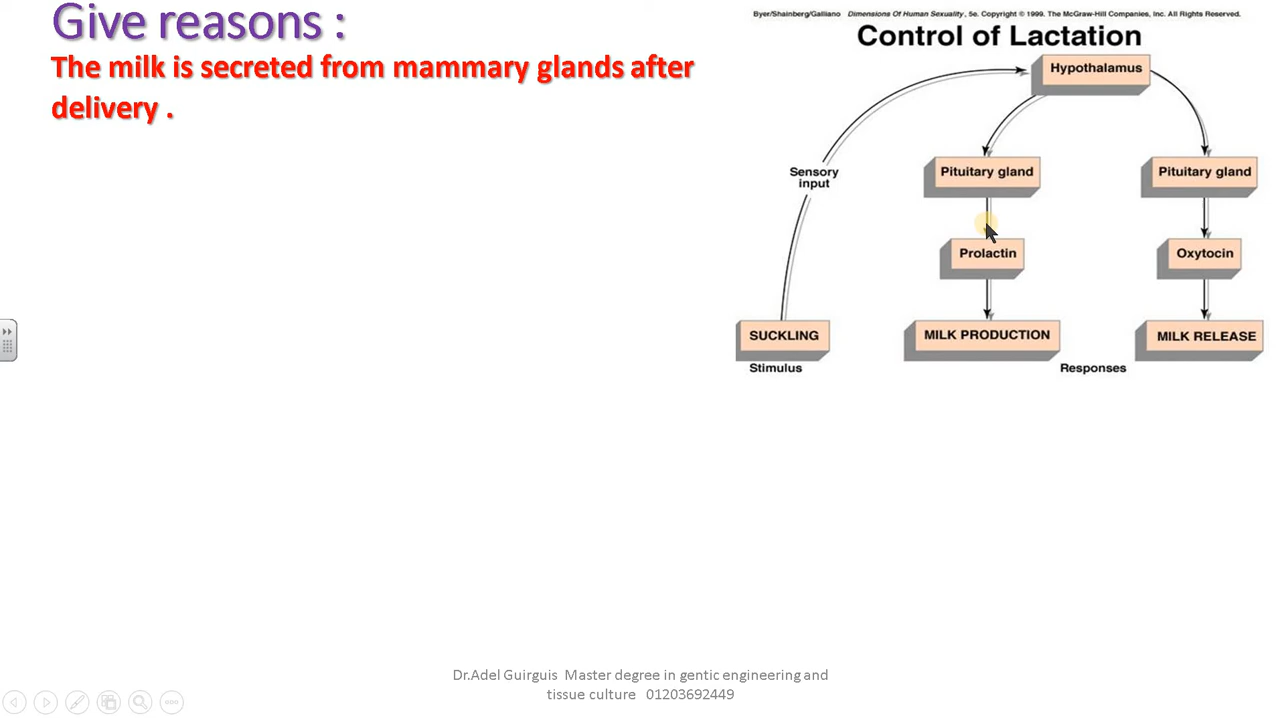 Give reasons :
The milk is secreted from mammary glands after
delivery .
Byer/Shainberg/Galliano Dimensions Of Human Sexuality, 5e. Copyright © 1999. The McGraw-Hill Companies, Inc. All Rights Reserved.
Control of Lactation
Hypothalamus
Sensory
input
Pituitary gland
Pituitary gland
Prolactin
Oxytocin
SUCKLING
MILK PRODUCTION
MILK RELEASE
Stimulus
Responses
Dr.Adel Guirguis Master degree in gentic engineering and
tissue culture 01203692449